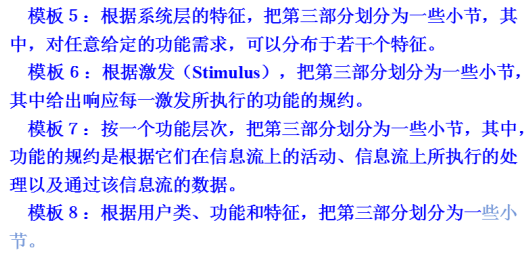 模板5：根据系统层的特征，把第三部分划分为一些小节，其
中，对任意给定的功能需求，可以分布于若干个特征。
模板6：根据激发（Stimulus），把第三部分划分为一些小节，
其中给出响应每一激发所执行的功能的规约。
模板7：按一个功能层次，把第三部分划分为一些小节，其中，
功能的规约是根据它们在信息流上的活动、信息流上所执行的处
理以及通过该信息流的数据。
模板8：根据用户类、功能和特征，把第三部分划分为一些小
节。